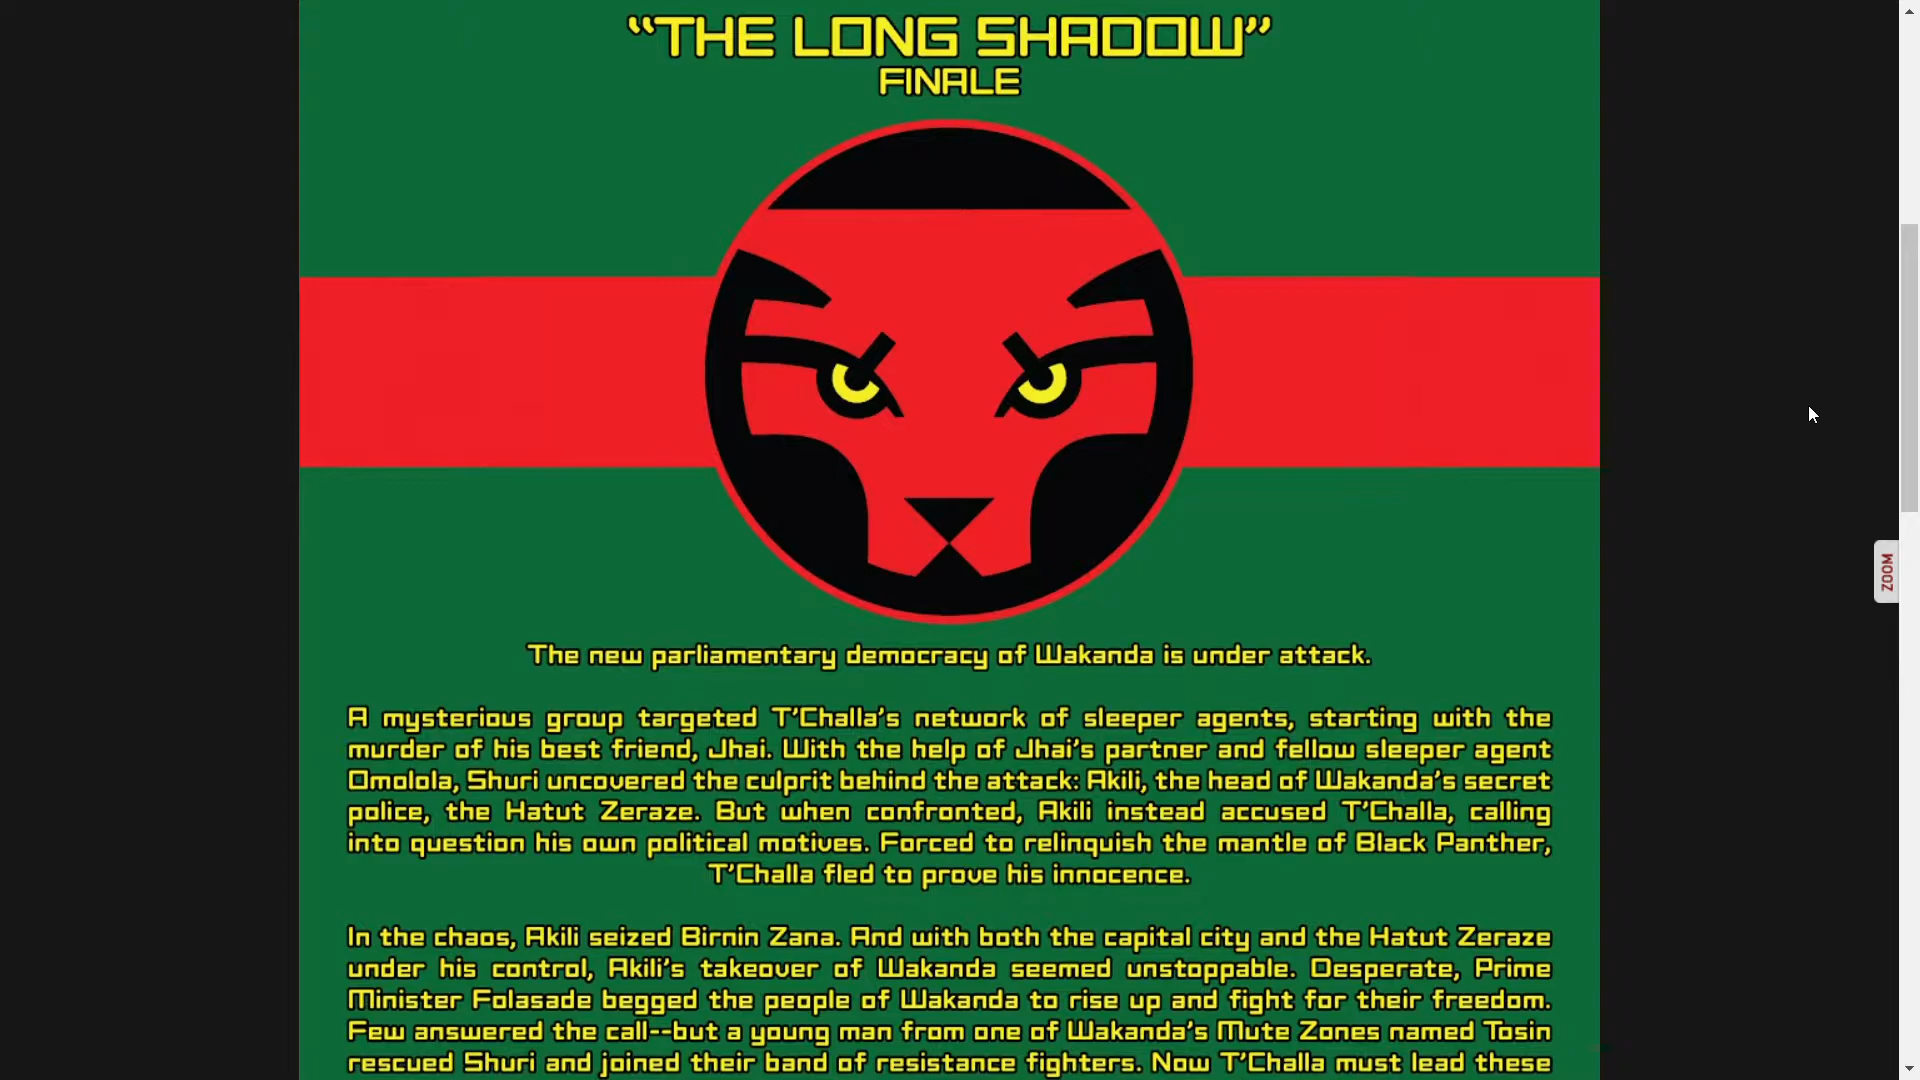 “THE LONG SHADOW”
FINALE
The new parliamentary democracy of Wakanda is under attack.
A mysterious group targeted T’Challa’s network of sleeper agents, starting with the
murder of his best friend, Jhai. With the help of Jhai’s partner and fellow sleeper agent
Omolola, Shuri uncovered the culprit behind the attack: Akili, the head of Wakanda’s secret
police, the Hatut Zeraze. But when confronted, Akili instead accused T’Challa, calling
into question his own political motives. Forced to relinquish the mantle of Black Panther,
T’Challa fled to prove his innocence.
In the chaos, Akili seized Birnin Zana. And with both the capital city and the Hatut Zeraze
under his control, Akili’s takeover of Wakanda seemed unstoppable. Desperate, Prime
Minister Folasade begged the people of Wakanda to rise up and fight for their freedom.
Few answered the call--but a young man from one of Wakanda’s Mute Zones named Tosin
rescued Shuri and joined their band of resistance fighters. Now T’Challa must lead these
ZOOM